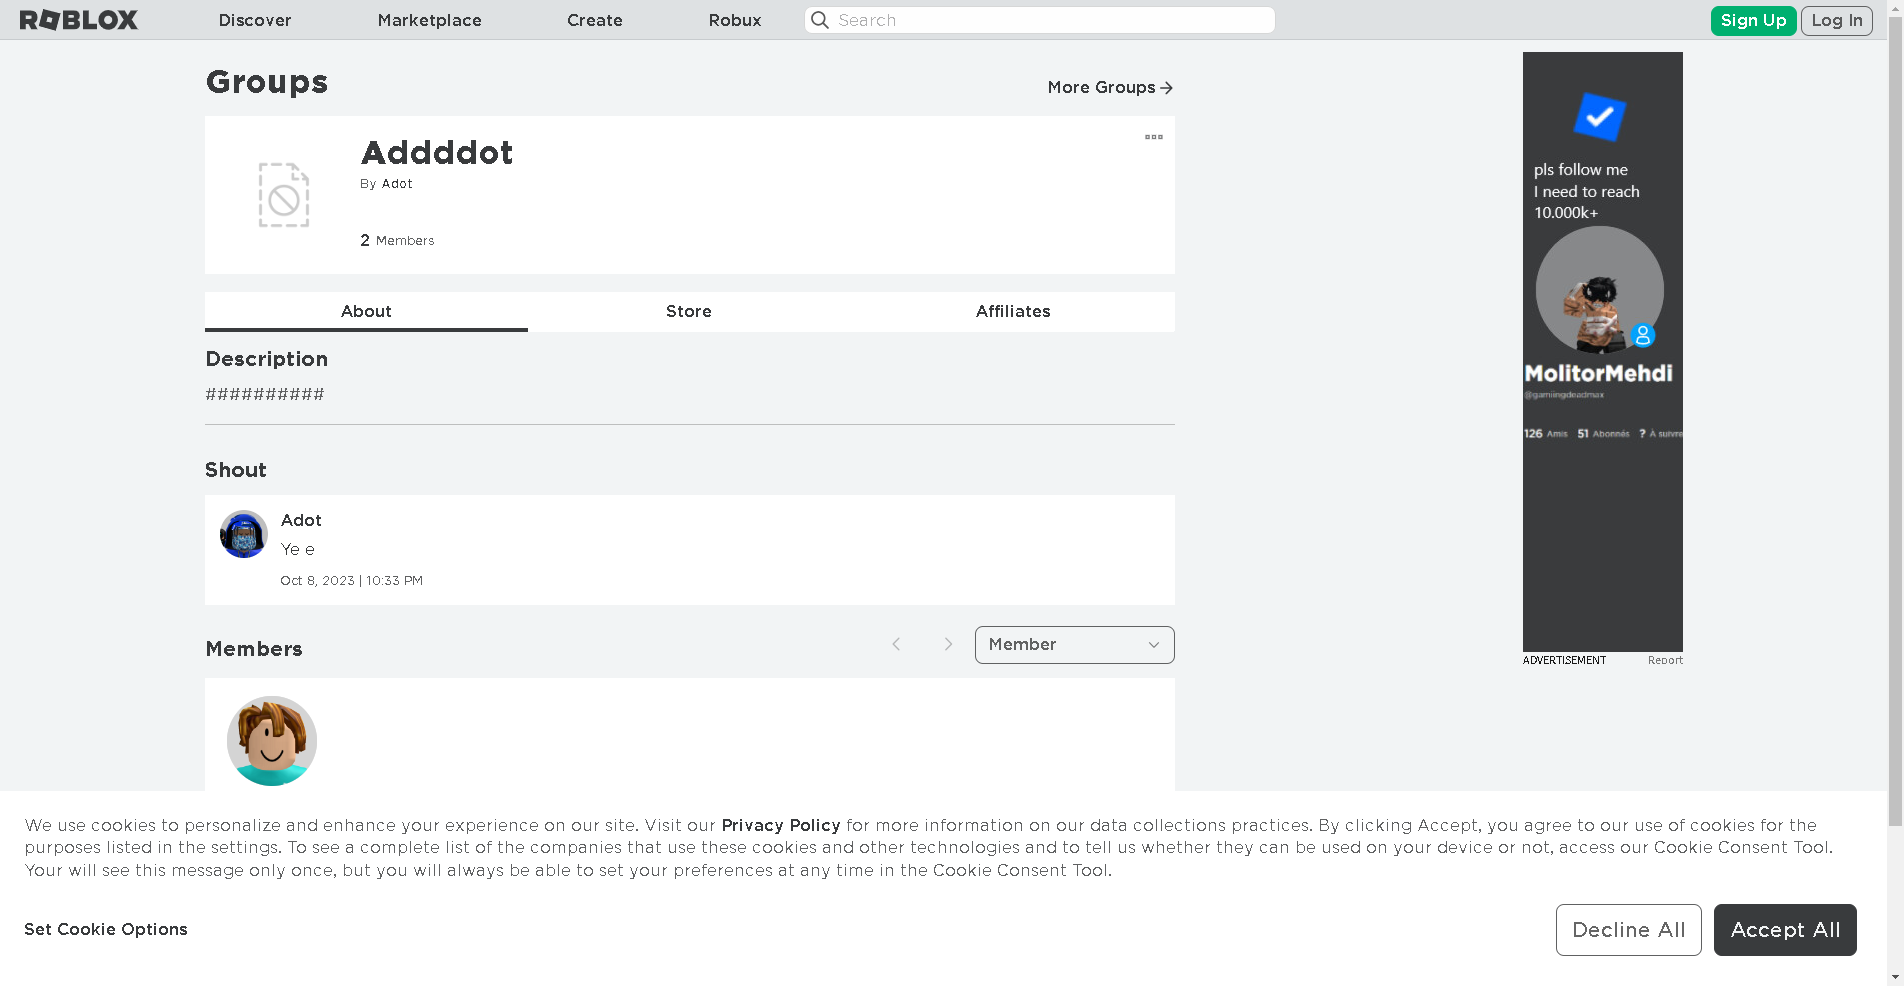 ROBLOX Discover Marketplace Create Robux Search Sign Up Log In
Groups
More Groups
Addddot
By Adot
2 Members
About Store Affiliates
Description
##########
Shout
Adot
Ye e
Oct 8, 2023 | 10:33 PM
Members
Member
pls follow me
I need to reach
10.000k+
MolitorMehdi
@gamiingdeadmax
126 Amis 51 Abonnés ? À suivre
ADVERTISEMENT Report
We use cookies to personalize and enhance your experience on our site. Visit our Privacy Policy for more information on our data collections practices. By clicking Accept, you agree to our use of cookies for the
purposes listed in the settings. To see a complete list of the companies that use these cookies and other technologies and to tell us whether they can be used on your device or not, access our Cookie Consent Tool.
Your will see this message only once, but you will always be able to set your preferences at any time in the Cookie Consent Tool.
Set Cookie Options
Decline All
Accept All